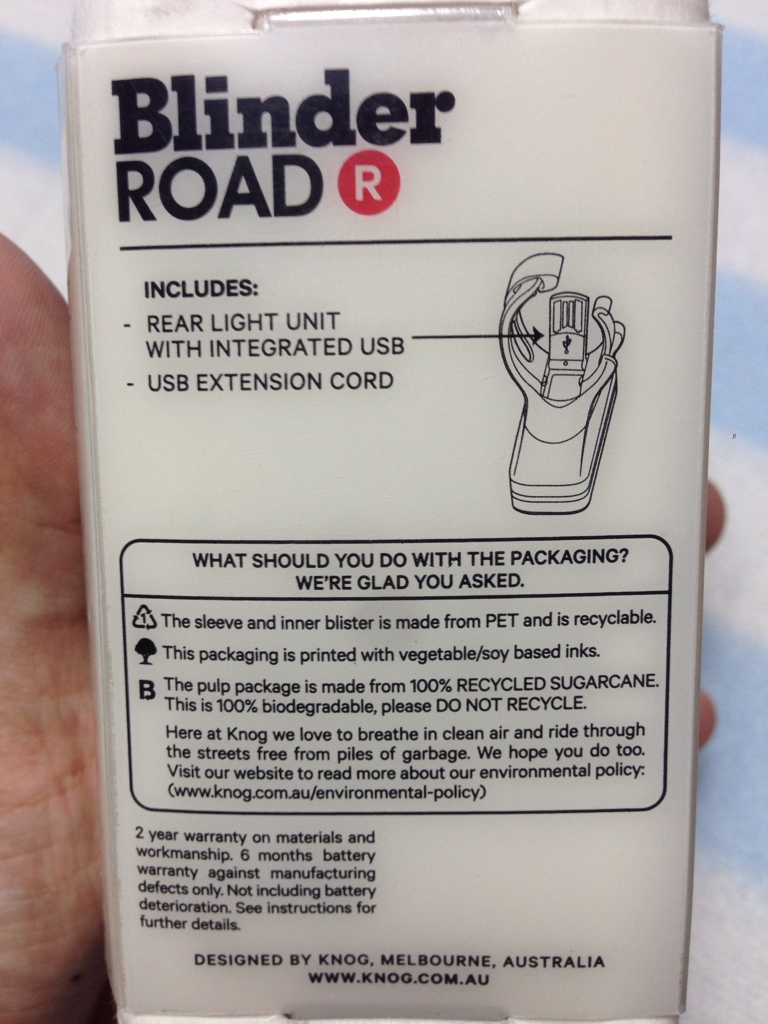 Blinder
ROAD R
INCLUDES:
- REAR LIGHT UNIT
WITH INTEGRATED USB
- USB EXTENSION CORD
WHAT SHOULD YOU DO WITH THE PACKAGING?
WE'RE GLAD YOU ASKED.
1 The sleeve and inner blister is made from PET and is recyclable.
This packaging is printed with vegetable/soy based inks.
B The pulp package is made from 100% RECYCLED SUGARCANE.
This is 100% biodegradable, please DO NOT RECYCLE.
Here at Knog we love to breathe in clean air and ride through
the streets free from piles of garbage. We hope you do too.
Visit our website to read more about our environmental policy:
(www.knog.com.au/environmental-policy)
2 year warranty on materials and
workmanship. 6 months battery
warranty against manufacturing
defects only. Not including battery
deterioration. See instructions for
further details.
DESIGNED BY KNOG, MELBOURNE, AUSTRALIA
WWW.KNOG.COM.AU